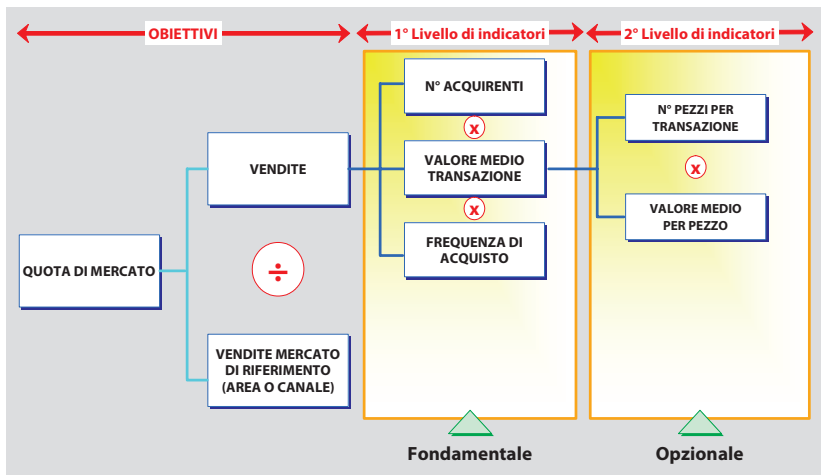 OBIETTIVI
1° Livello di indicatori
2° Livello di indicatori
N° ACQUIRENTI
x
VALORE MEDIO
TRANSAZIONE
x
FREQUENZA DI
ACQUISTO
N° PEZZI PER
TRANSAZIONE
x
VALORE MEDIO
PER PEZZO
VENDITE
QUOTA DI MERCATO
÷
VENDITE MERCATO
DI RIFERIMENTO
(AREA O CANALE)
Fondamentale
Opzionale